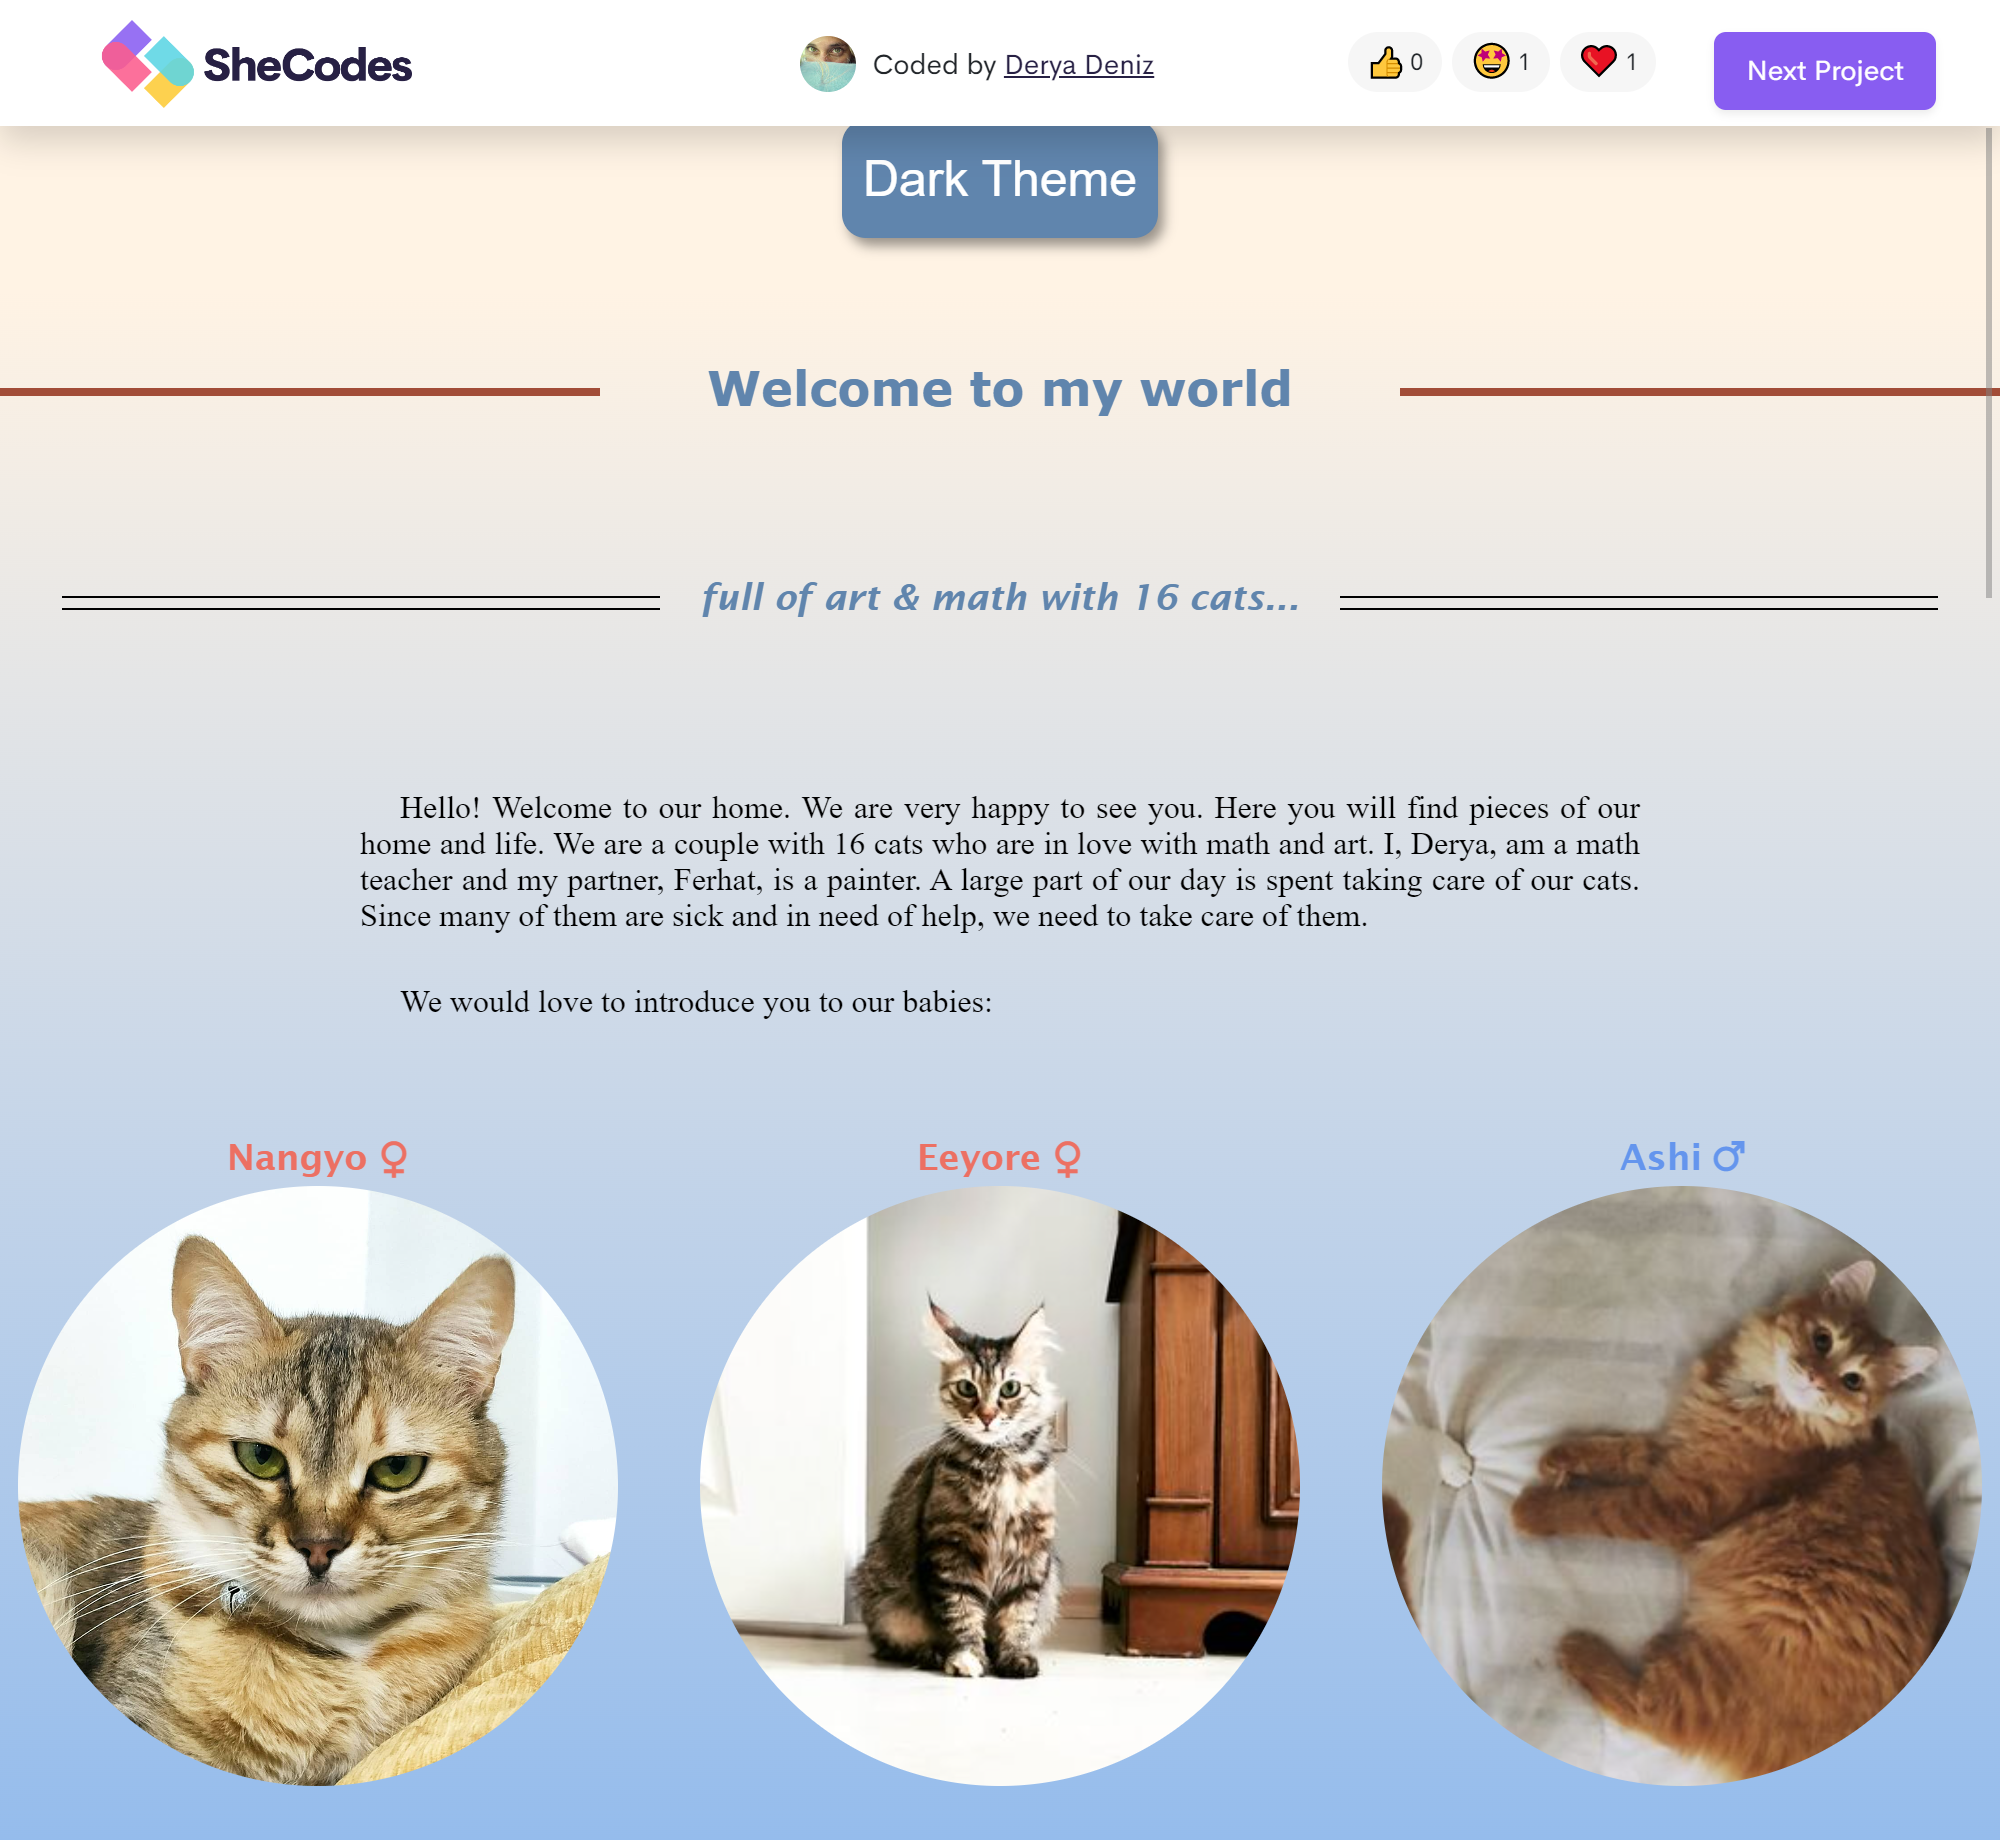 SheCodes
Coded by Derya Deniz
👍 0 🤩 1 ❤️ 1
Next Project
Dark Theme
Welcome to my world
full of art & math with 16 cats...
Hello! Welcome to our home. We are very happy to see you. Here you will find pieces of our
home and life. We are a couple with 16 cats who are in love with math and art. I, Derya, am a math
teacher and my partner, Ferhat, is a painter. A large part of our day is spent taking care of our cats.
Since many of them are sick and in need of help, we need to take care of them.
We would love to introduce you to our babies:
Nangyo ♀
Eeyore ♀
Ashi ♂